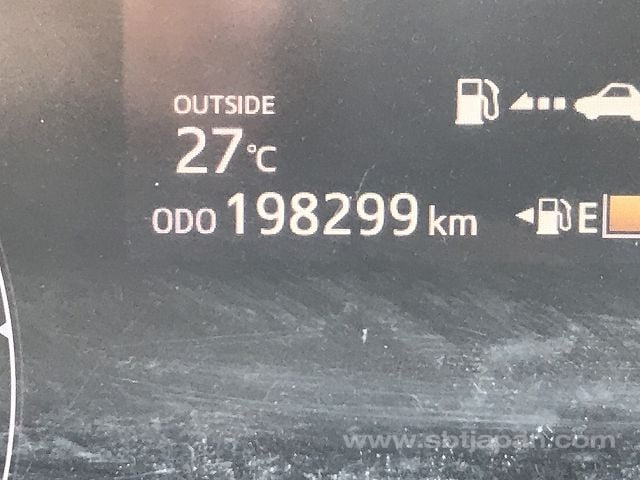 OUTSIDE
27°C
ODO 198299 km
E
www.sbtjapan.com